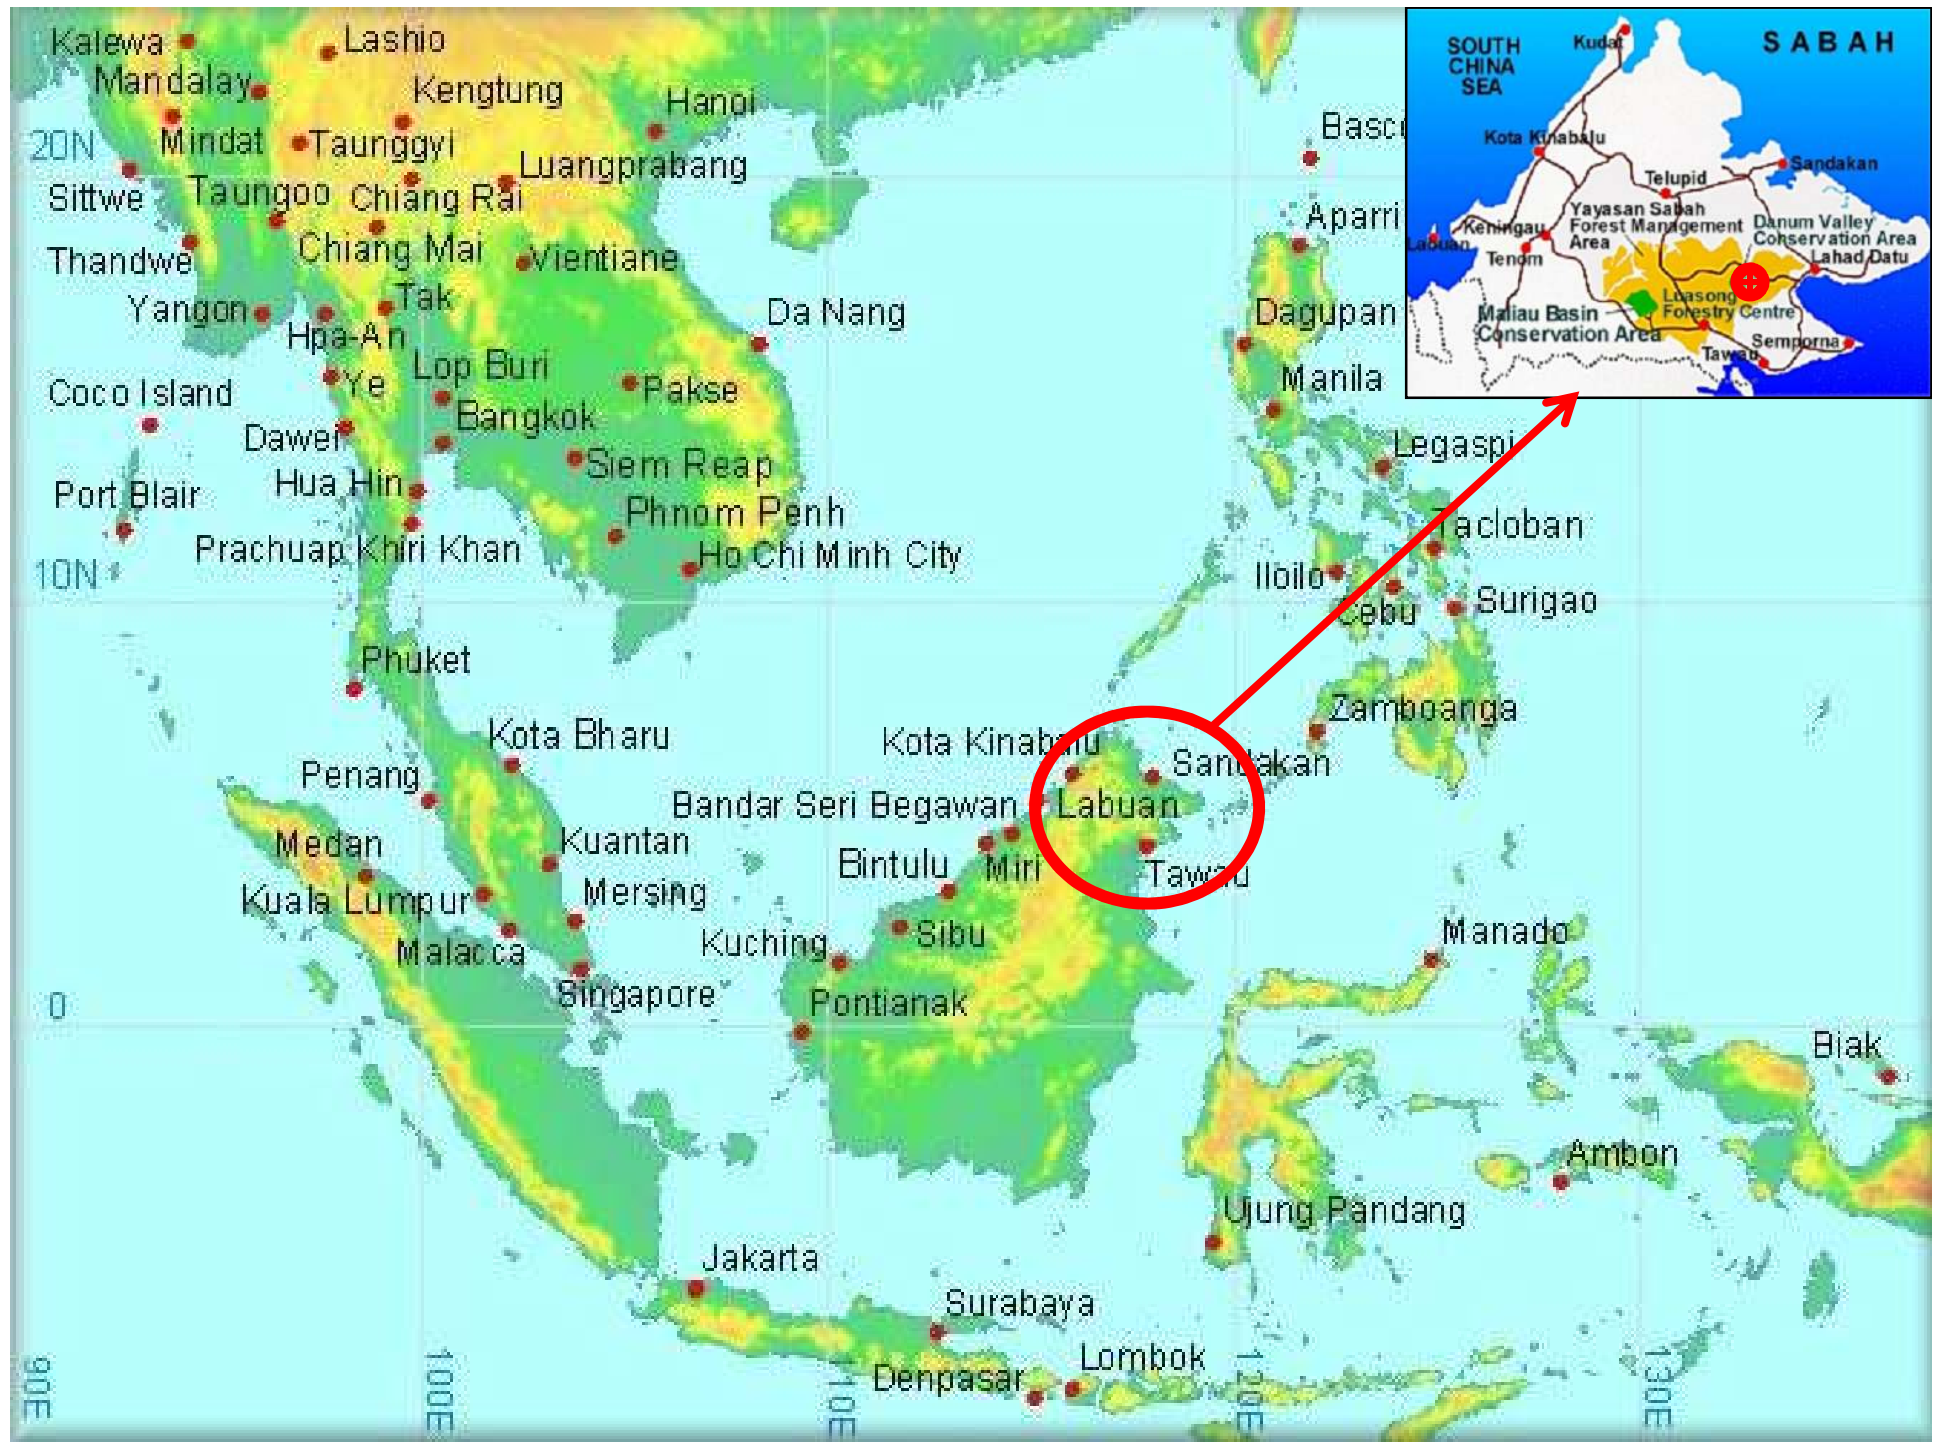 Kalewa
Lashio
Mandalay
Kengtung
Hanoi
20N
Mindat
Taunggyi
Luangprabang
Sittwe
Taungoo
Chiang Rai
Thandwe
Chiang Mai
Vientiane
Yangon
Tak
Da Nang
Hpa-An
Ye
Lop Buri
Pakse
Coco Island
Bangkok
Dawei
Siem Reap
Port Blair
Hua Hin
Phnom Penh
Prachuap Khiri Khan
Ho Chi Minh City
10N
Phuket
Kota Bharu
Penang
Medan
Kuantan
Kuala Lumpur
Mersing
Malacca
Singapore
0
Aparri
Dagupan
Manila
Legaspi
Tacloban
Iloilo
Cebu
Surigao
Zamboanga
Kota Kinabalu
Sandakan
Bandar Seri Begawan
Labuan
Bintulu
Miri
Tawau
Sibu
Kuching
Pontianak
Manado
Biak
Ambon
Ujung Pandang
Jakarta
Surabaya
Denpasar
Lombok
90E
100E
110E
120E
130E
SOUTH
CHINA
SEA
SABAH
Kudat
Kota Kinabalu
Sandakan
Telupid
Yayasan Sabah
Forest Management
Area
Danum Valley
Conservation Area
Keningau
Labuan
Tenom
Lahad Datu
Luasong
Forestry Centre
Maliau Basin
Conservation Area
Semporna
Tawau